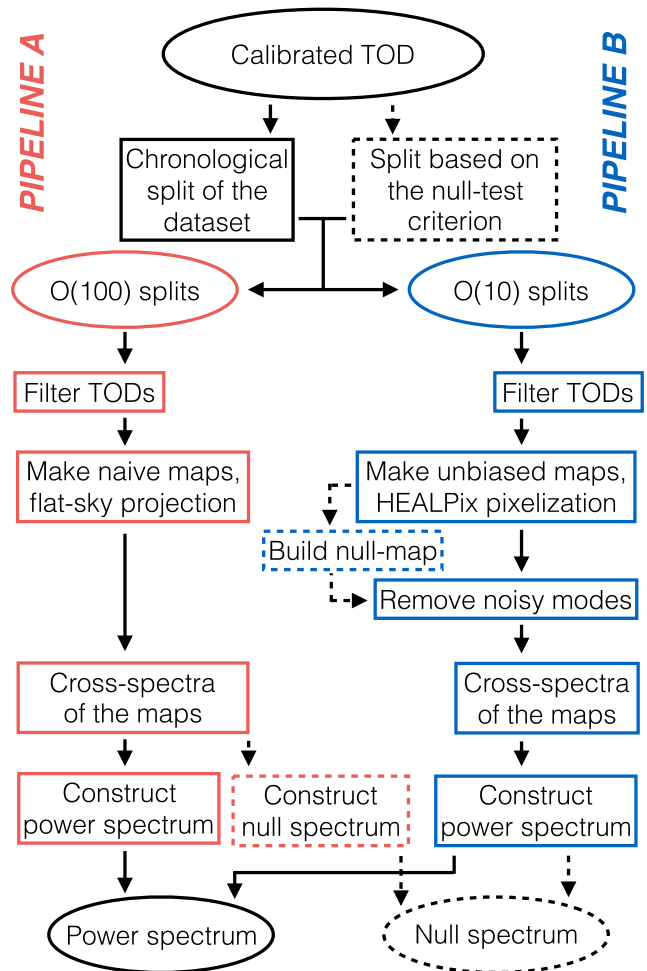 PIPELINE A
PIPELINE B
Calibrated TOD
Chronological
split of the
dataset
Split based on
the null-test
criterion
O(100) splits
O(10) splits
Filter TODs
Filter TODs
Make naive maps,
flat-sky projection
Make unbiased maps,
HEALPix pixelization
Build null-map
Remove noisy modes
Cross-spectra
of the maps
Cross-spectra
of the maps
Construct
power spectrum
Construct
null spectrum
Construct
power spectrum
Power spectrum
Null spectrum